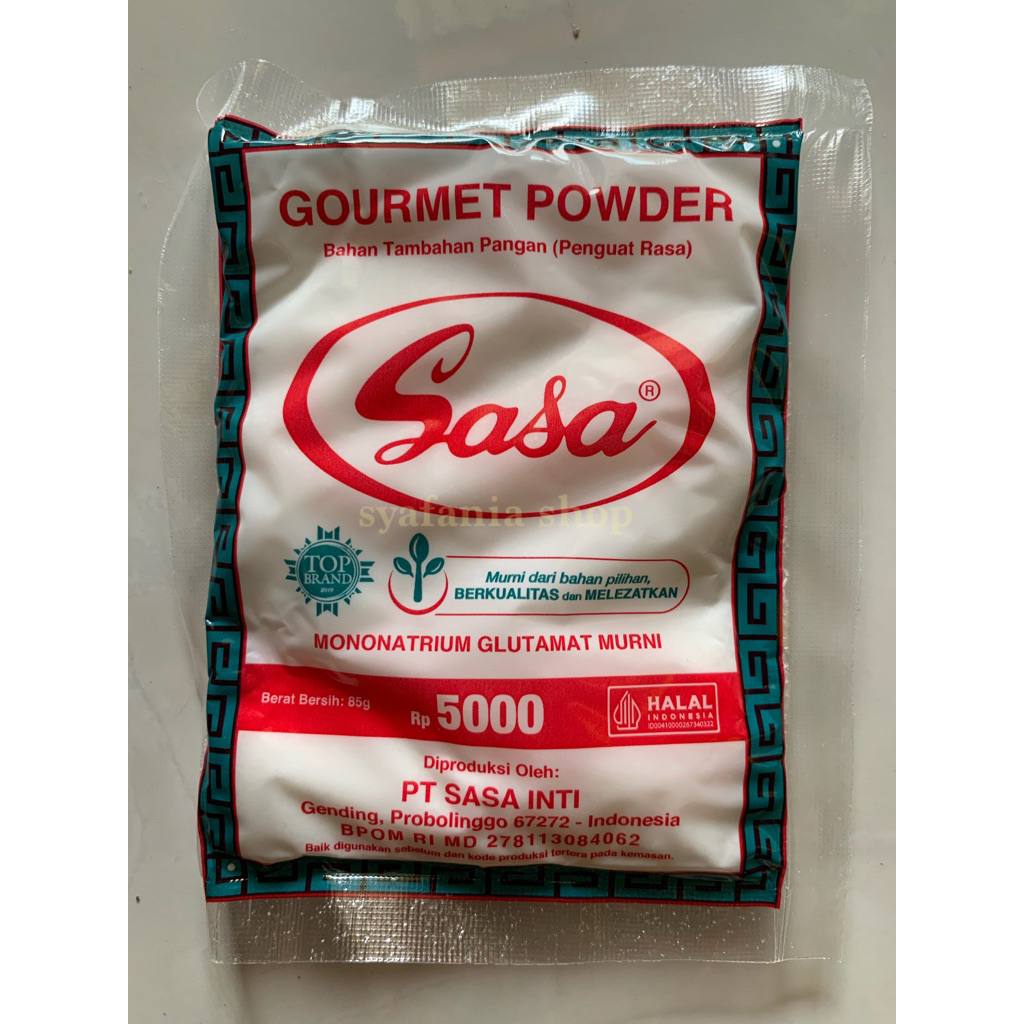 GOURMET POWDER
Bahan Tambahan Pangan (Penguat Rasa)
Sasa®
syafania shop
TOP
BRAND
2019
Murni dari bahan pilihan,
BERKUALITAS dan MELEZATKAN
MONONATRIUM GLUTAMAT MURNI
Berat Bersih: 85g
Rp 5000
HALAL
INDONESIA
ID00410000267340322
Diproduksi Oleh:
PT SASA INTI
Gending, Probolinggo 67272 - Indonesia
BPOM RI MD 278113084062
Baik digunakan sebelum dan kode produksi tertera pada kemasan.